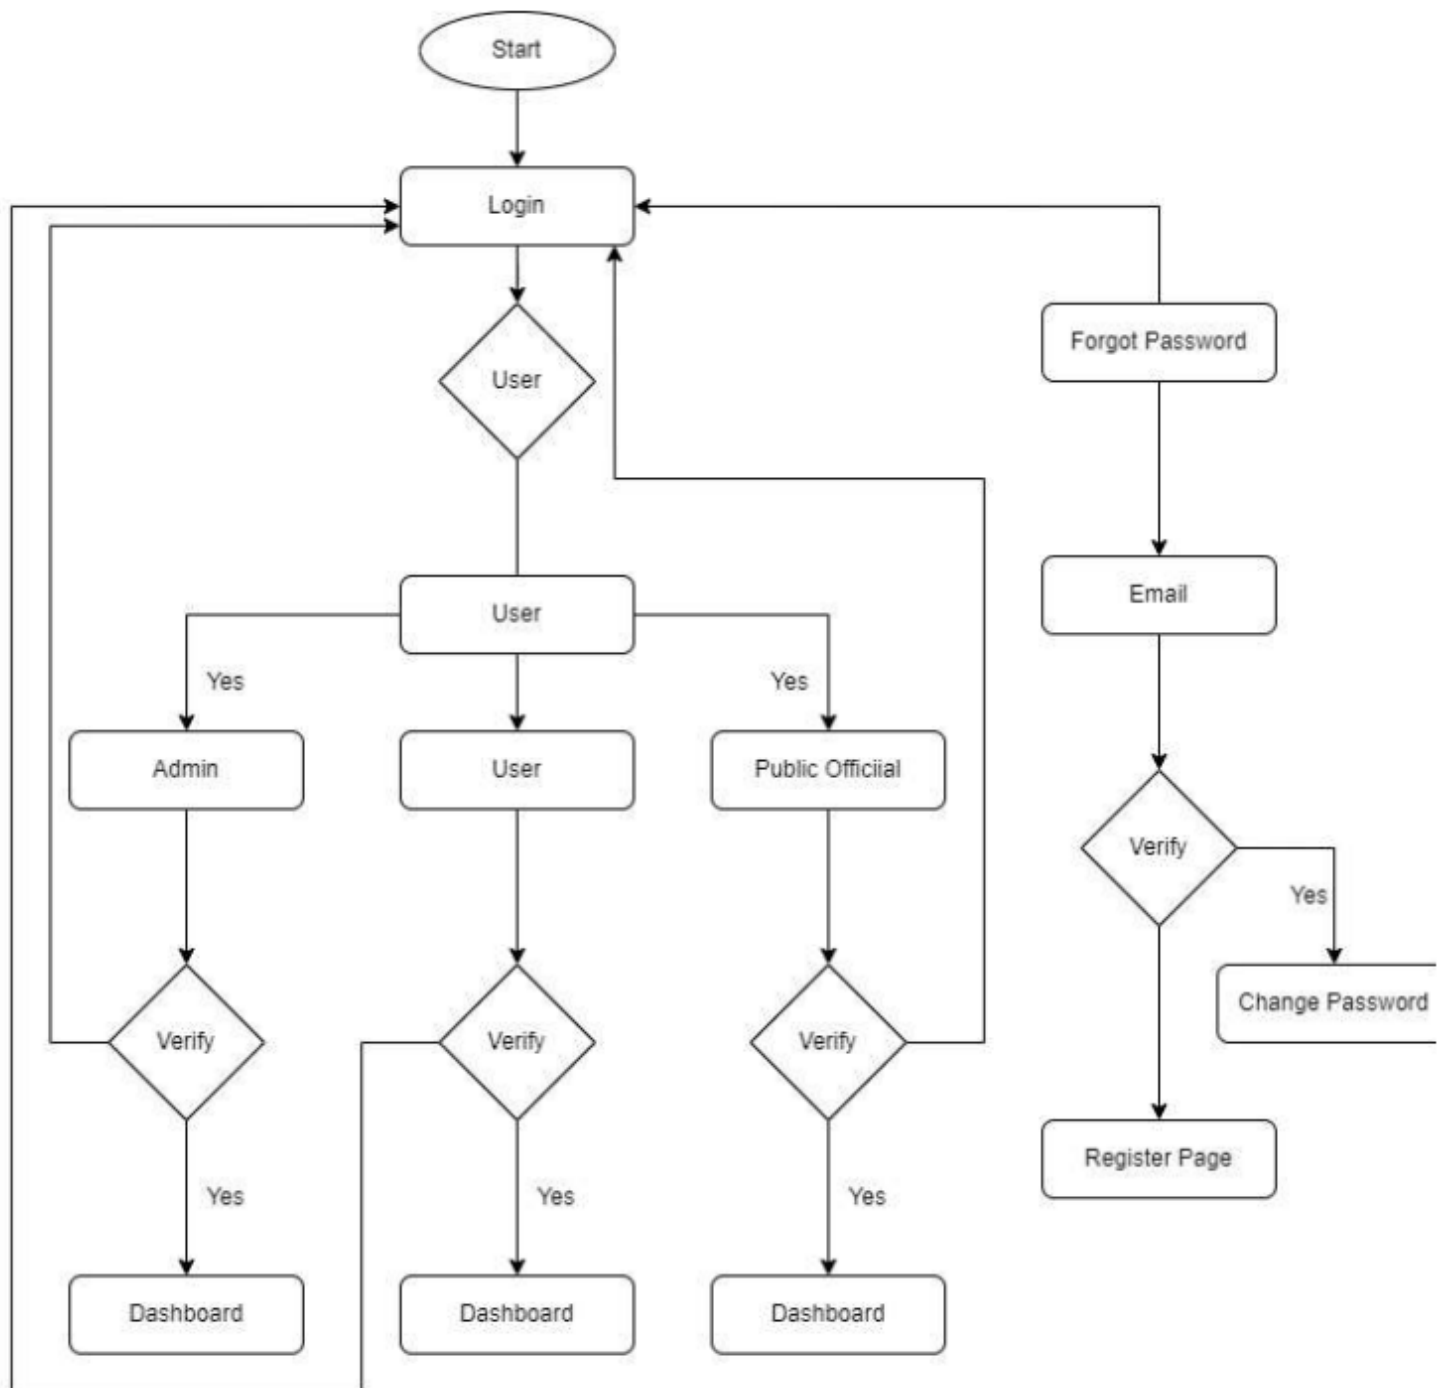 Start
Login
Forgot Password
User
Email
User
Yes
Yes
Admin
User
Public Officiial
Verify
Yes
Change Password
Verify
Verify
Verify
Register Page
Yes
Yes
Yes
Dashboard
Dashboard
Dashboard